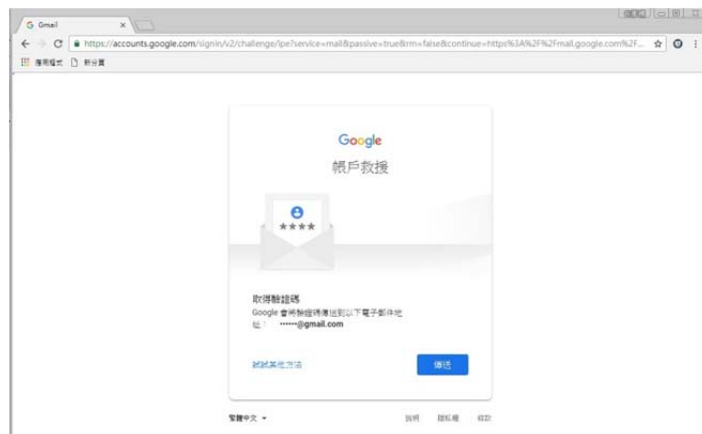 Gmail
https://accounts.google.com/signin/v2/challenge/ipe?service=mail&passive=true&rm=false&continue=https%3A%2F%2Fmail.google.com%2F...
應用程式 新分頁
Google
帳戶救援
****
取得驗證碼
Google 會將驗證碼傳送到以下電子郵件地
址： ••••••@gmail.com
試試其他方法 傳送
繁體中文 說明 隱私權 條款